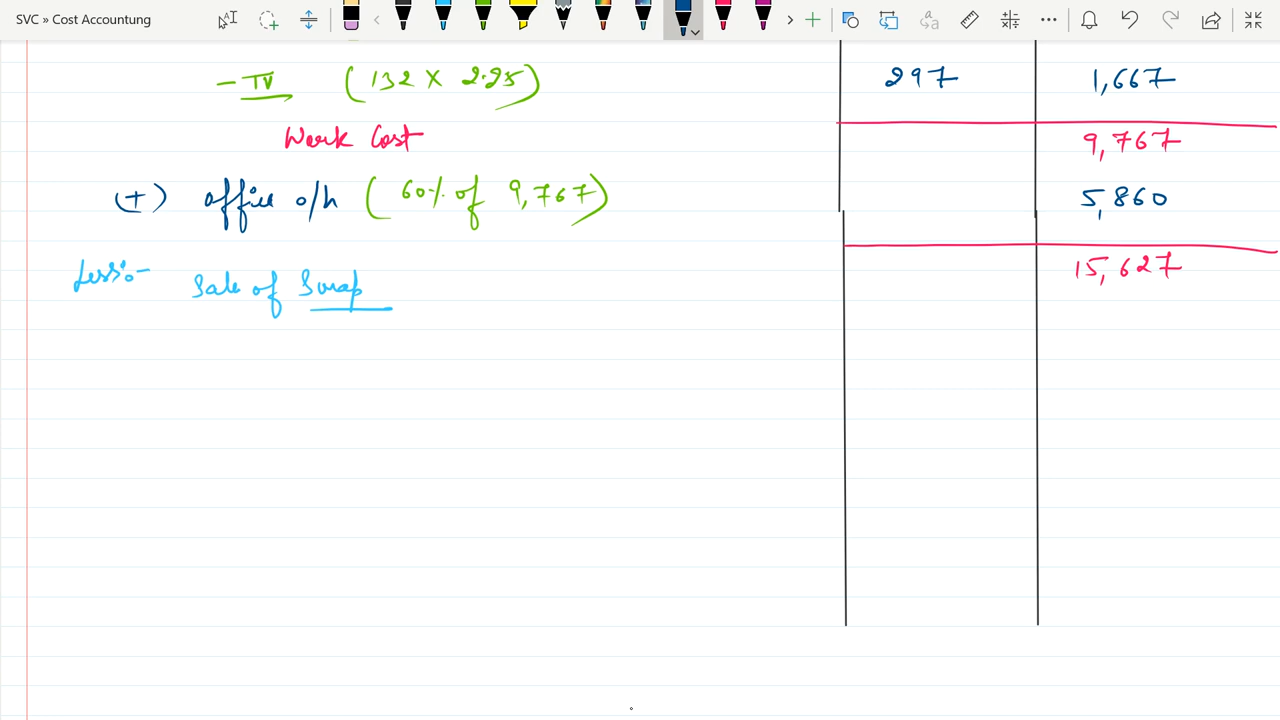 SVC » Cost Accountung
- IV (132 X 2.25) 297 1,667
Work Cost 9,767
(+) office o/h (60% of 9,767) 5,860
15,627
Less:- Sale of Scrap